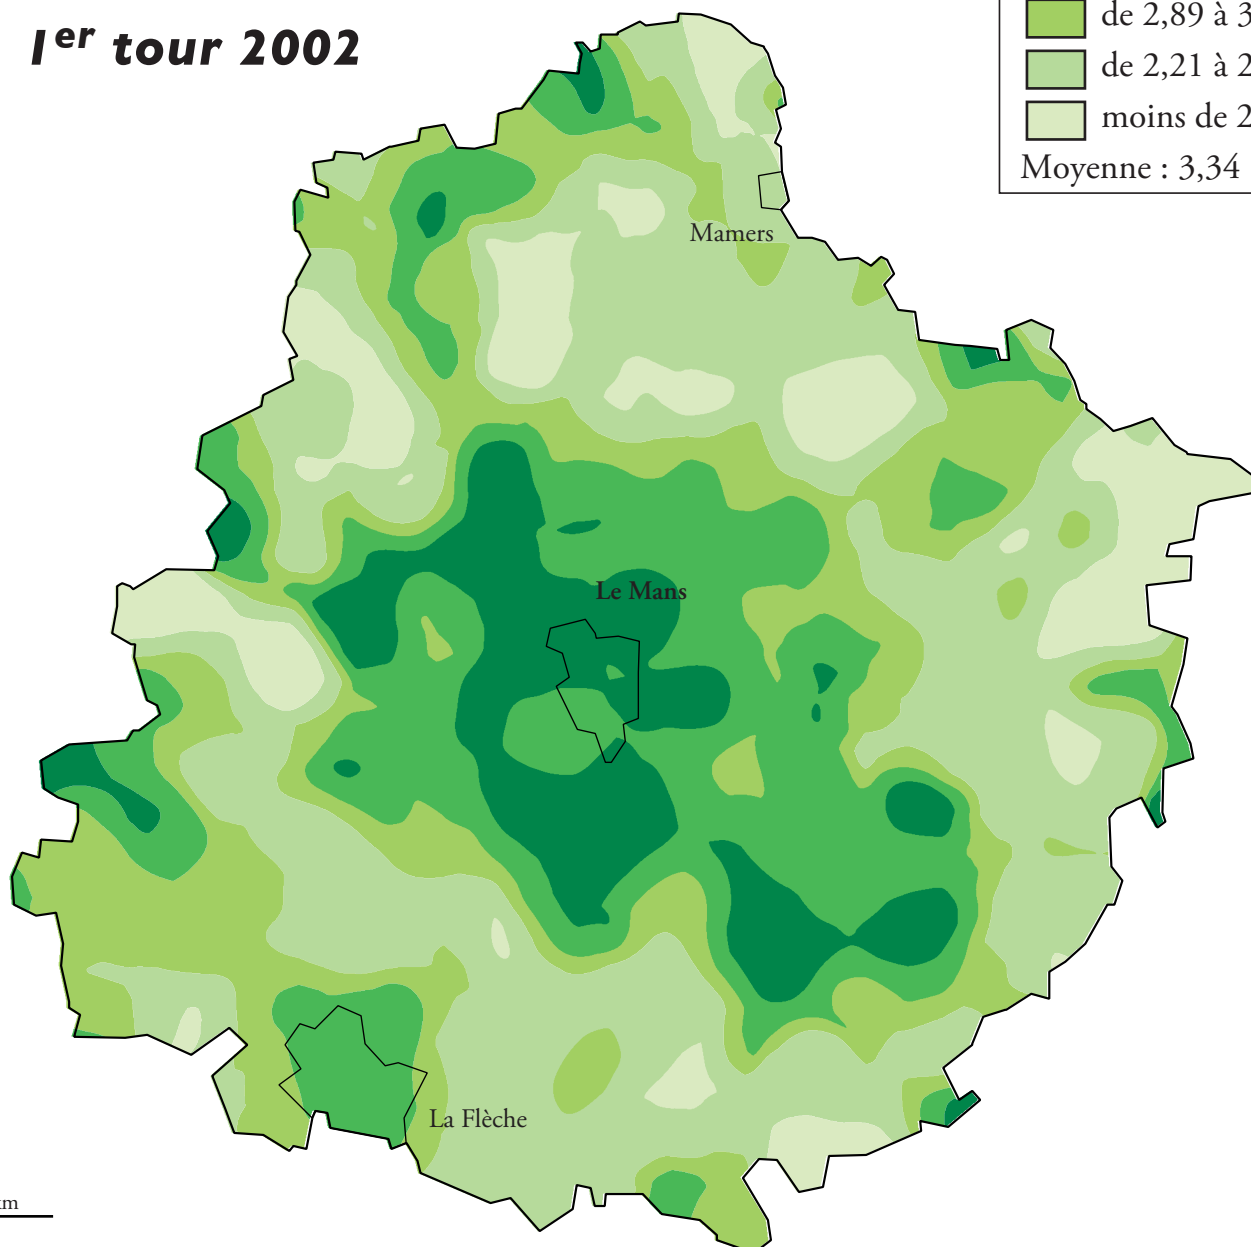 1er tour 2002
de 2,89 à 3
de 2,21 à 2
moins de 2
Moyenne : 3,34
Mamers
Le Mans
La Flèche
km